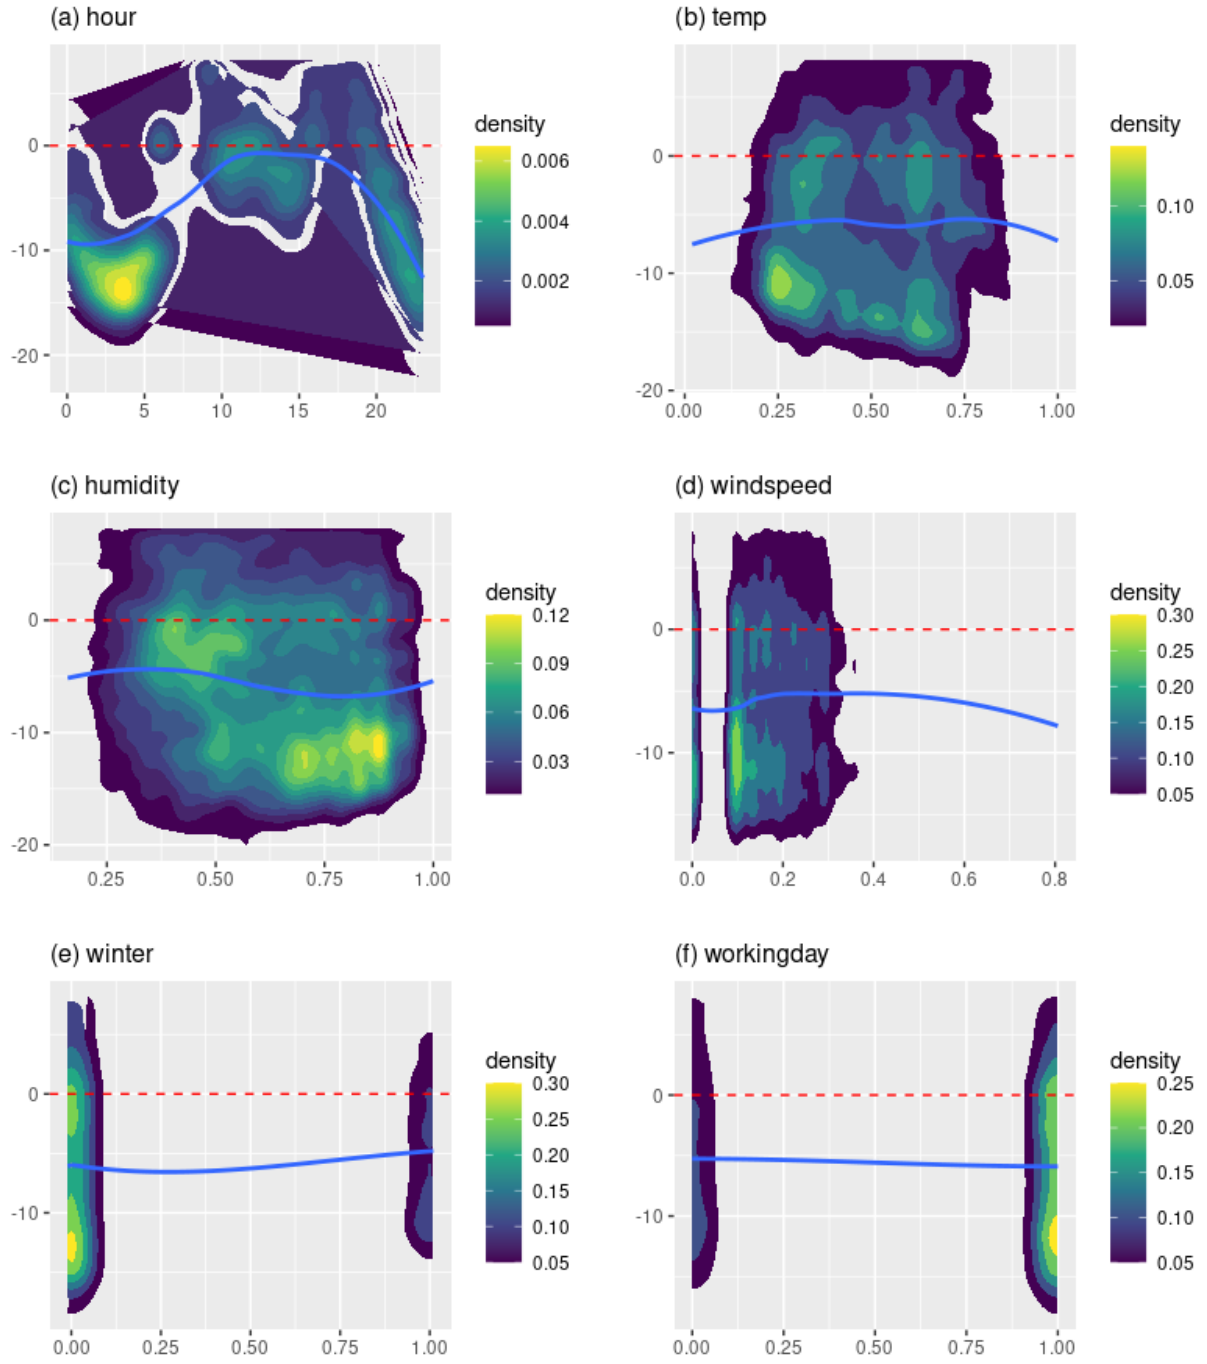 (a) hour
0
-10
-20
0 5 10 15 20
density
0.006
0.004
0.002
(b) temp
0
-10
-20
0.00 0.25 0.50 0.75 1.00
density
0.10
0.05
(c) humidity
0
-10
-20
0.25 0.50 0.75 1.00
density
0.12
0.09
0.06
0.03
(d) windspeed
0
-10
0.0 0.2 0.4 0.6 0.8
density
0.30
0.25
0.20
0.15
0.10
0.05
(e) winter
0
-10
0.00 0.25 0.50 0.75 1.00
density
0.30
0.25
0.20
0.15
0.10
0.05
(f) workingday
0
-10
0.00 0.25 0.50 0.75 1.00
density
0.25
0.20
0.15
0.10
0.05